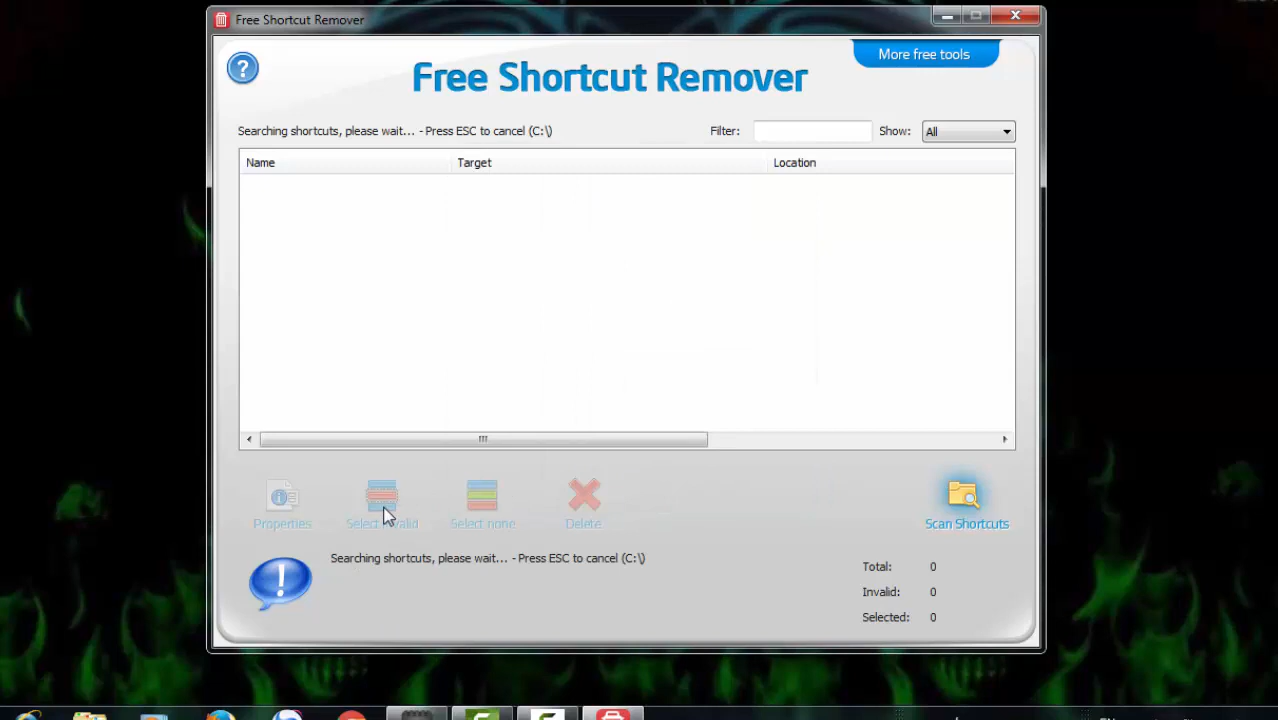 Free Shortcut Remover
More free tools
Free Shortcut Remover
Searching shortcuts, please wait... - Press ESC to cancel (C:\)
Filter:
Show:
All
Name
Target
Location
Properties
Select invalid
Select none
Delete
Scan Shortcuts
Searching shortcuts, please wait... - Press ESC to cancel (C:\)
Total: 0
Invalid: 0
Selected: 0